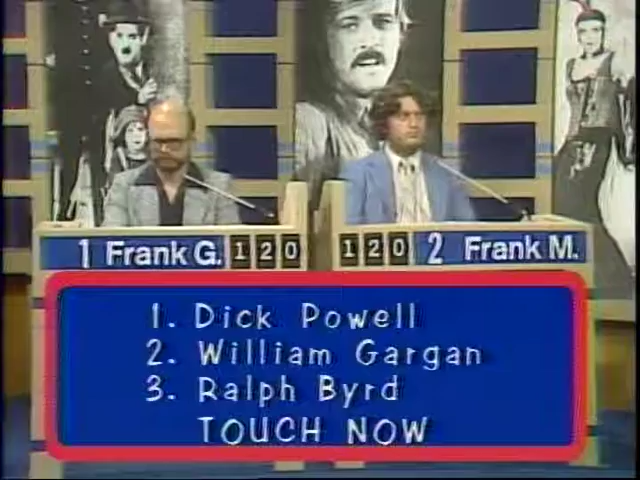 1 Frank G. 120
120 2 Frank M.
1. Dick Powell
2. William Gargan
3. Ralph Byrd
TOUCH NOW